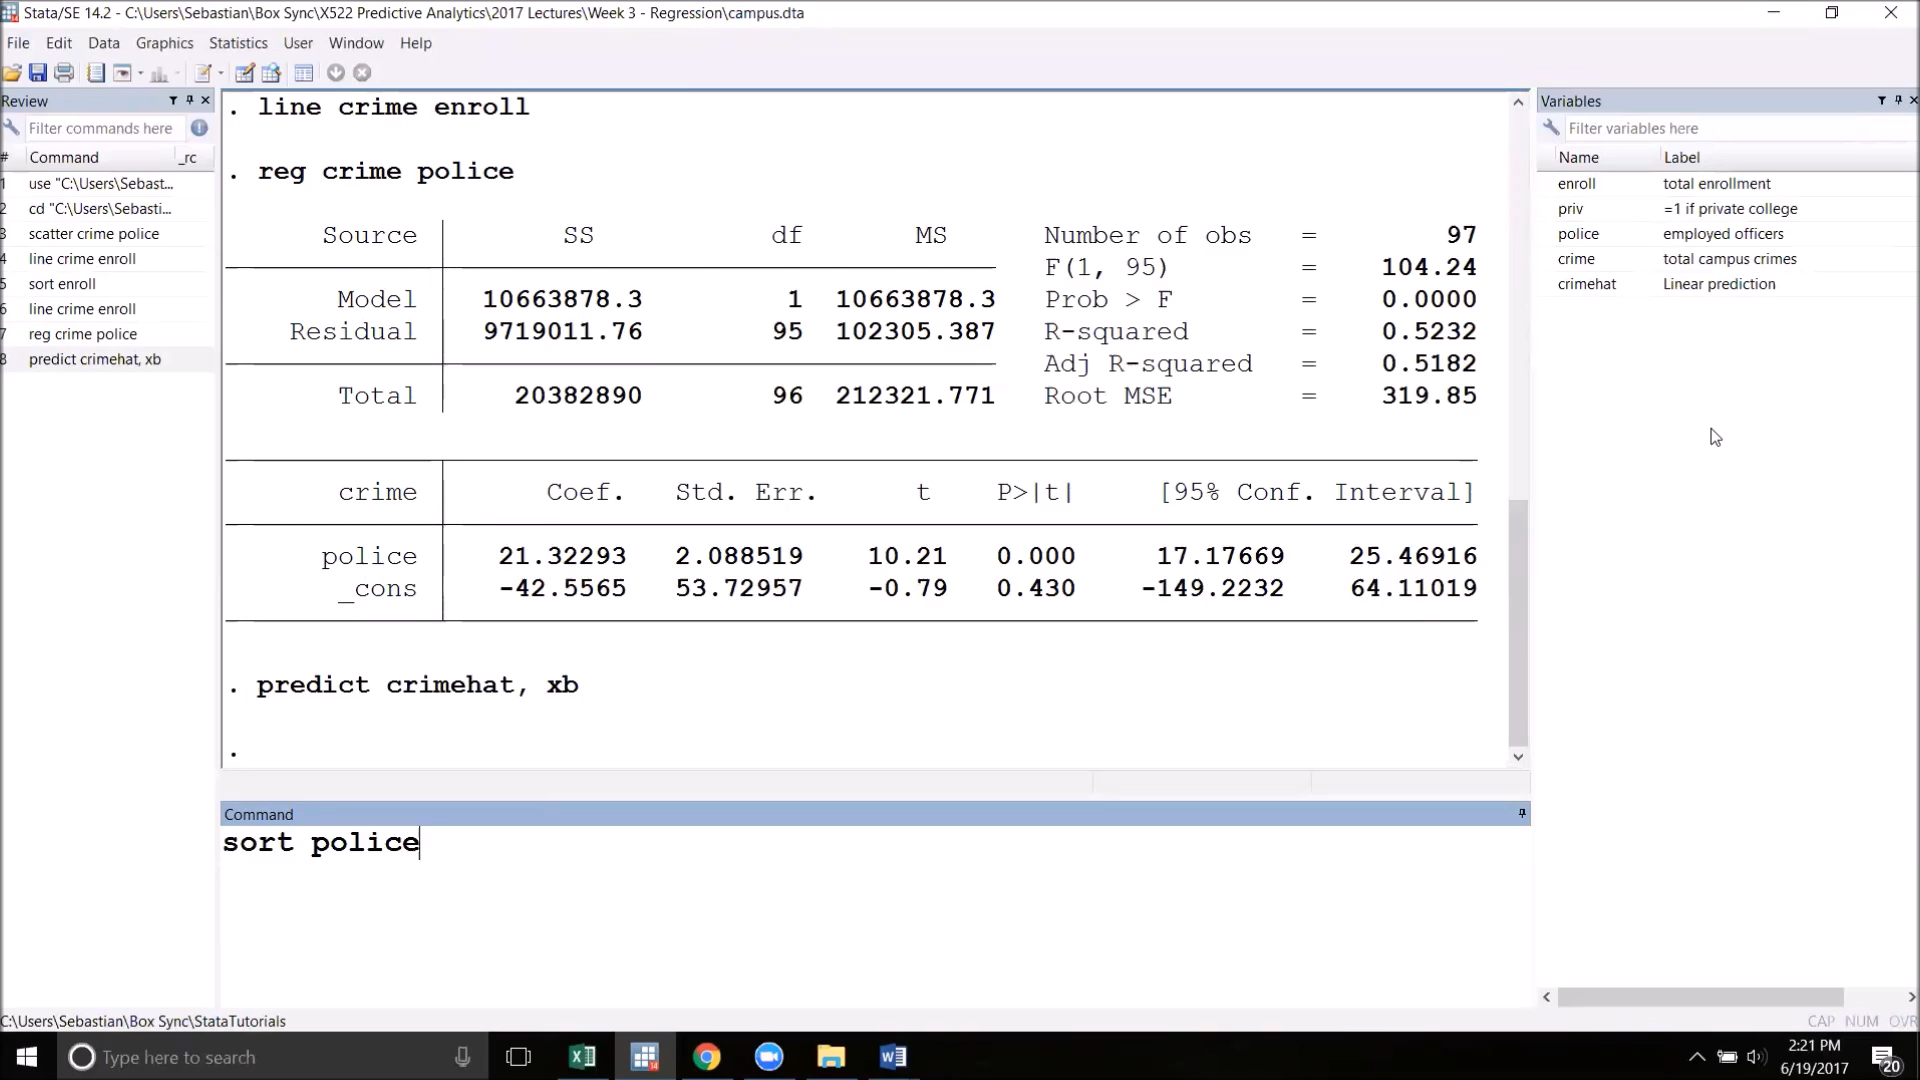 Stata/SE 14.2 - C:\Users\Sebastian\Box Sync\X522 Predictive Analytics\2017 Lectures\Week 3 - Regression\campus.dta
File Edit Data Graphics Statistics User Window Help
Review
Filter commands here
# Command _rc
1 use "C:\Users\Sebast...
2 cd "C:\Users\Sebasti...
3 scatter crime police
4 line crime enroll
5 sort enroll
6 line crime enroll
7 reg crime police
8 predict crimehat, xb
. line crime enroll
. reg crime police
Source SS df MS Number of obs = 97
F(1, 95) = 104.24
Model 10663878.3 1 10663878.3 Prob > F = 0.0000
Residual 9719011.76 95 102305.387 R-squared = 0.5232
Adj R-squared = 0.5182
Total 20382890 96 212321.771 Root MSE = 319.85
crime Coef. Std. Err. t P>|t| [95% Conf. Interval]
police 21.32293 2.088519 10.21 0.000 17.17669 25.46916
_cons -42.5565 53.72957 -0.79 0.430 -149.2232 64.11019
. predict crimehat, xb
.
Command
sort police
Variables
Filter variables here
Name Label
enroll total enrollment
priv =1 if private college
police employed officers
crime total campus crimes
crimehat Linear prediction
C:\Users\Sebastian\Box Sync\StataTutorials
CAP NUM OVR
Type here to search
14
2:21 PM
6/19/2017
20